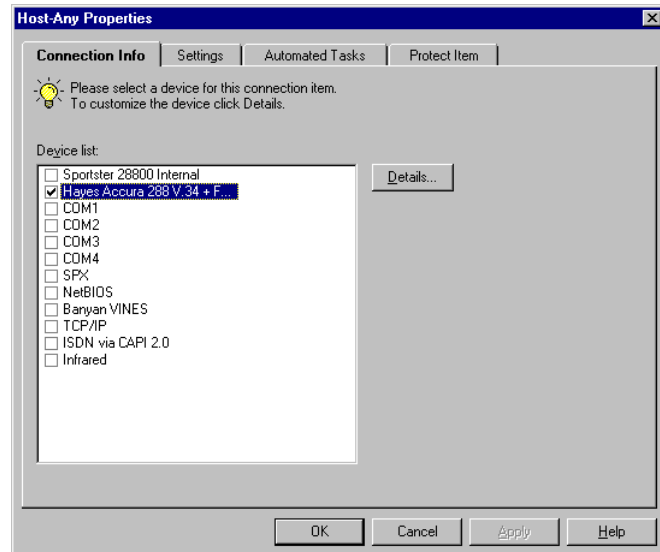 Host-Any Properties
Connection Info
Settings
Automated Tasks
Protect Item
Please select a device for this connection item.
To customize the device click Details.
Device list:
Sportster 28800 Internal
Hayes Accura 288 V.34 + F...
COM1
COM2
COM3
COM4
SPX
NetBIOS
Banyan VINES
TCP/IP
ISDN via CAPI 2.0
Infrared
Details...
OK
Cancel
Apply
Help